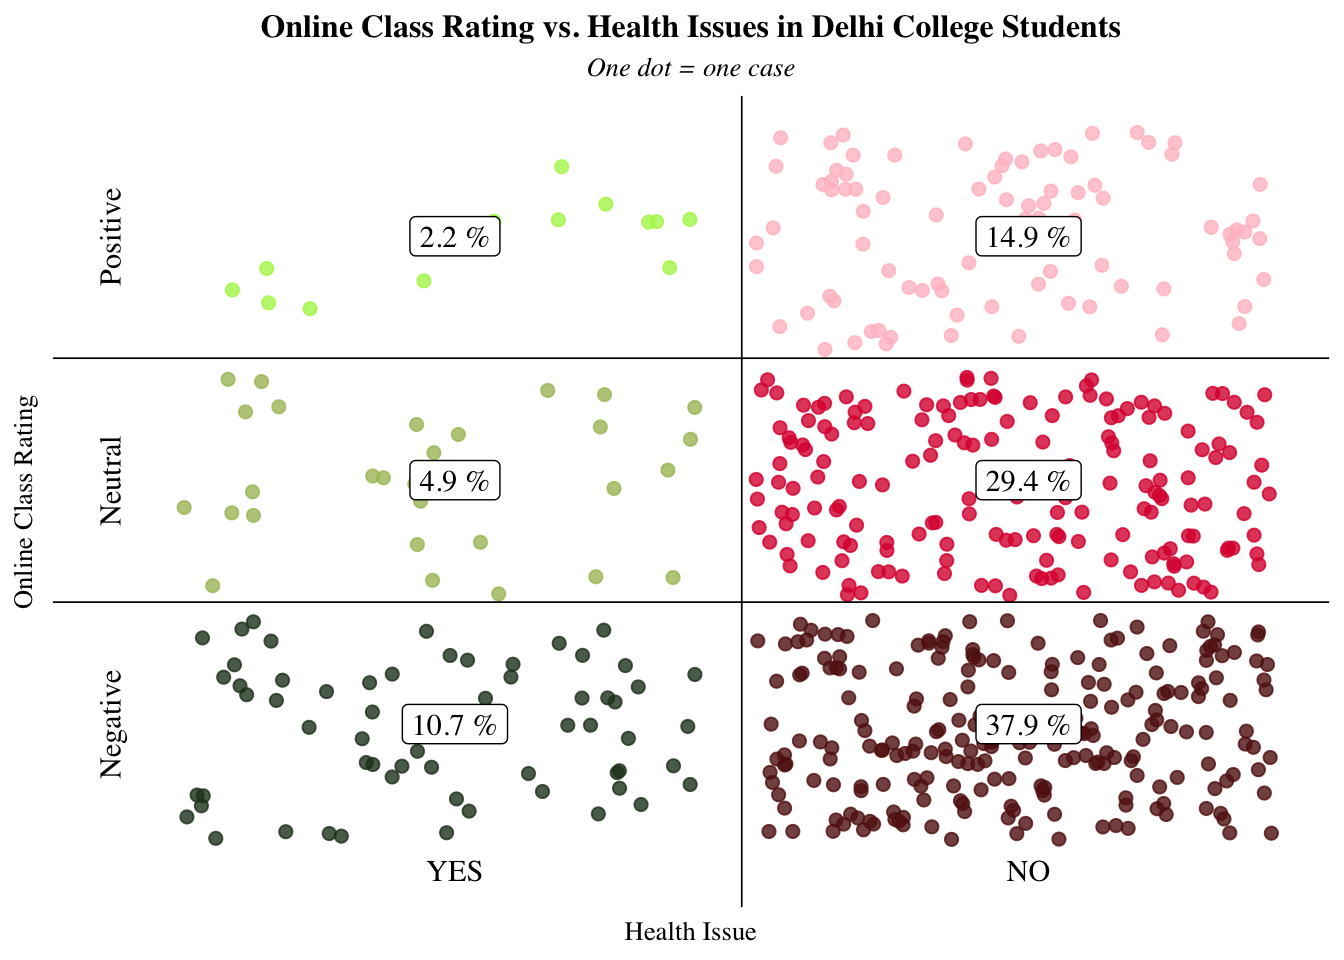 Online Class Rating vs. Health Issues in Delhi College Students
One dot = one case
Online Class Rating
Positive
2.2 %
14.9 %
Neutral
4.9 %
29.4 %
Negative
10.7 %
37.9 %
YES
NO
Health Issue